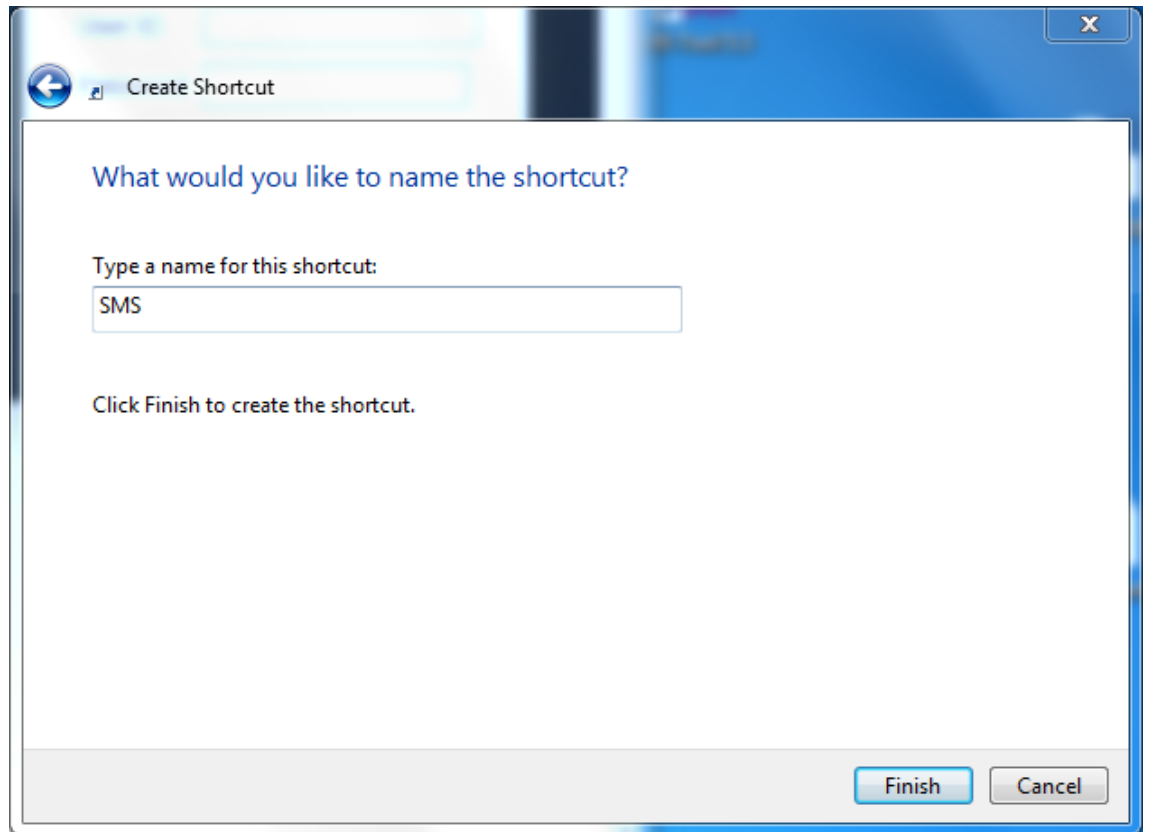 Create Shortcut
What would you like to name the shortcut?
Type a name for this shortcut:
SMS
Click Finish to create the shortcut.
Finish Cancel